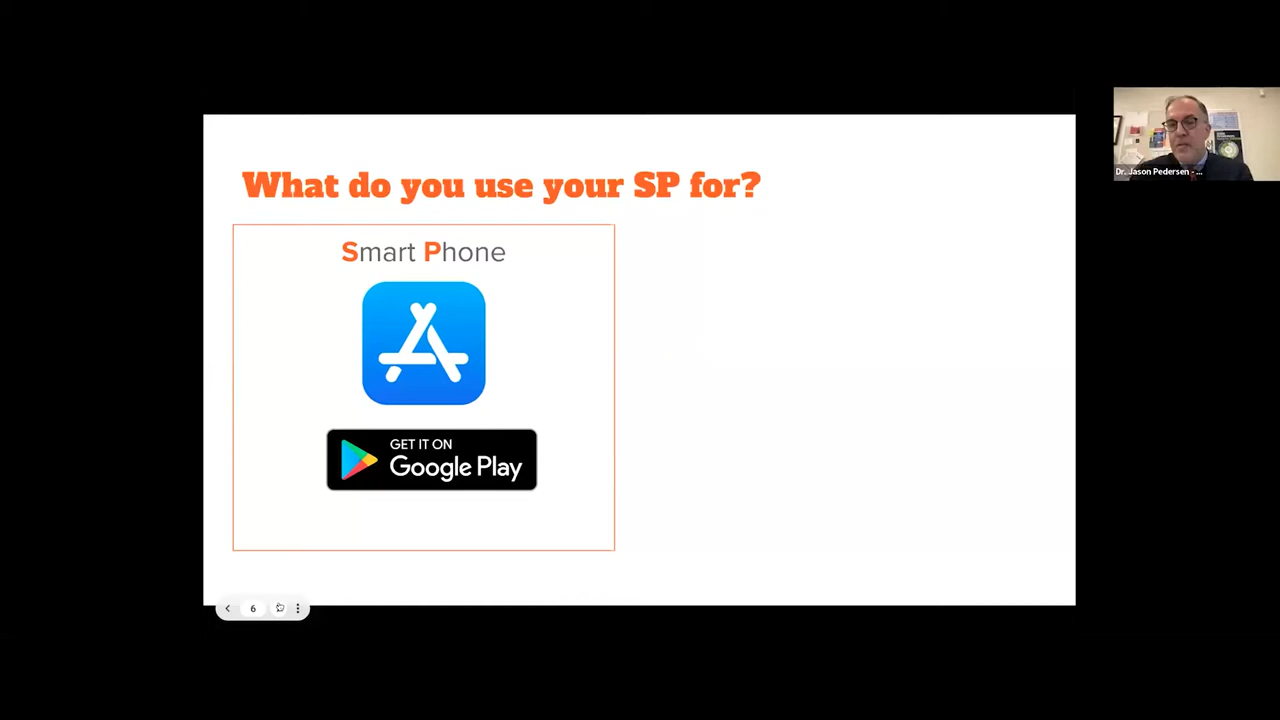 What do you use your SP for?
Smart Phone
GET IT ON
Google Play
Dr. Jason Pedersen - ...
6